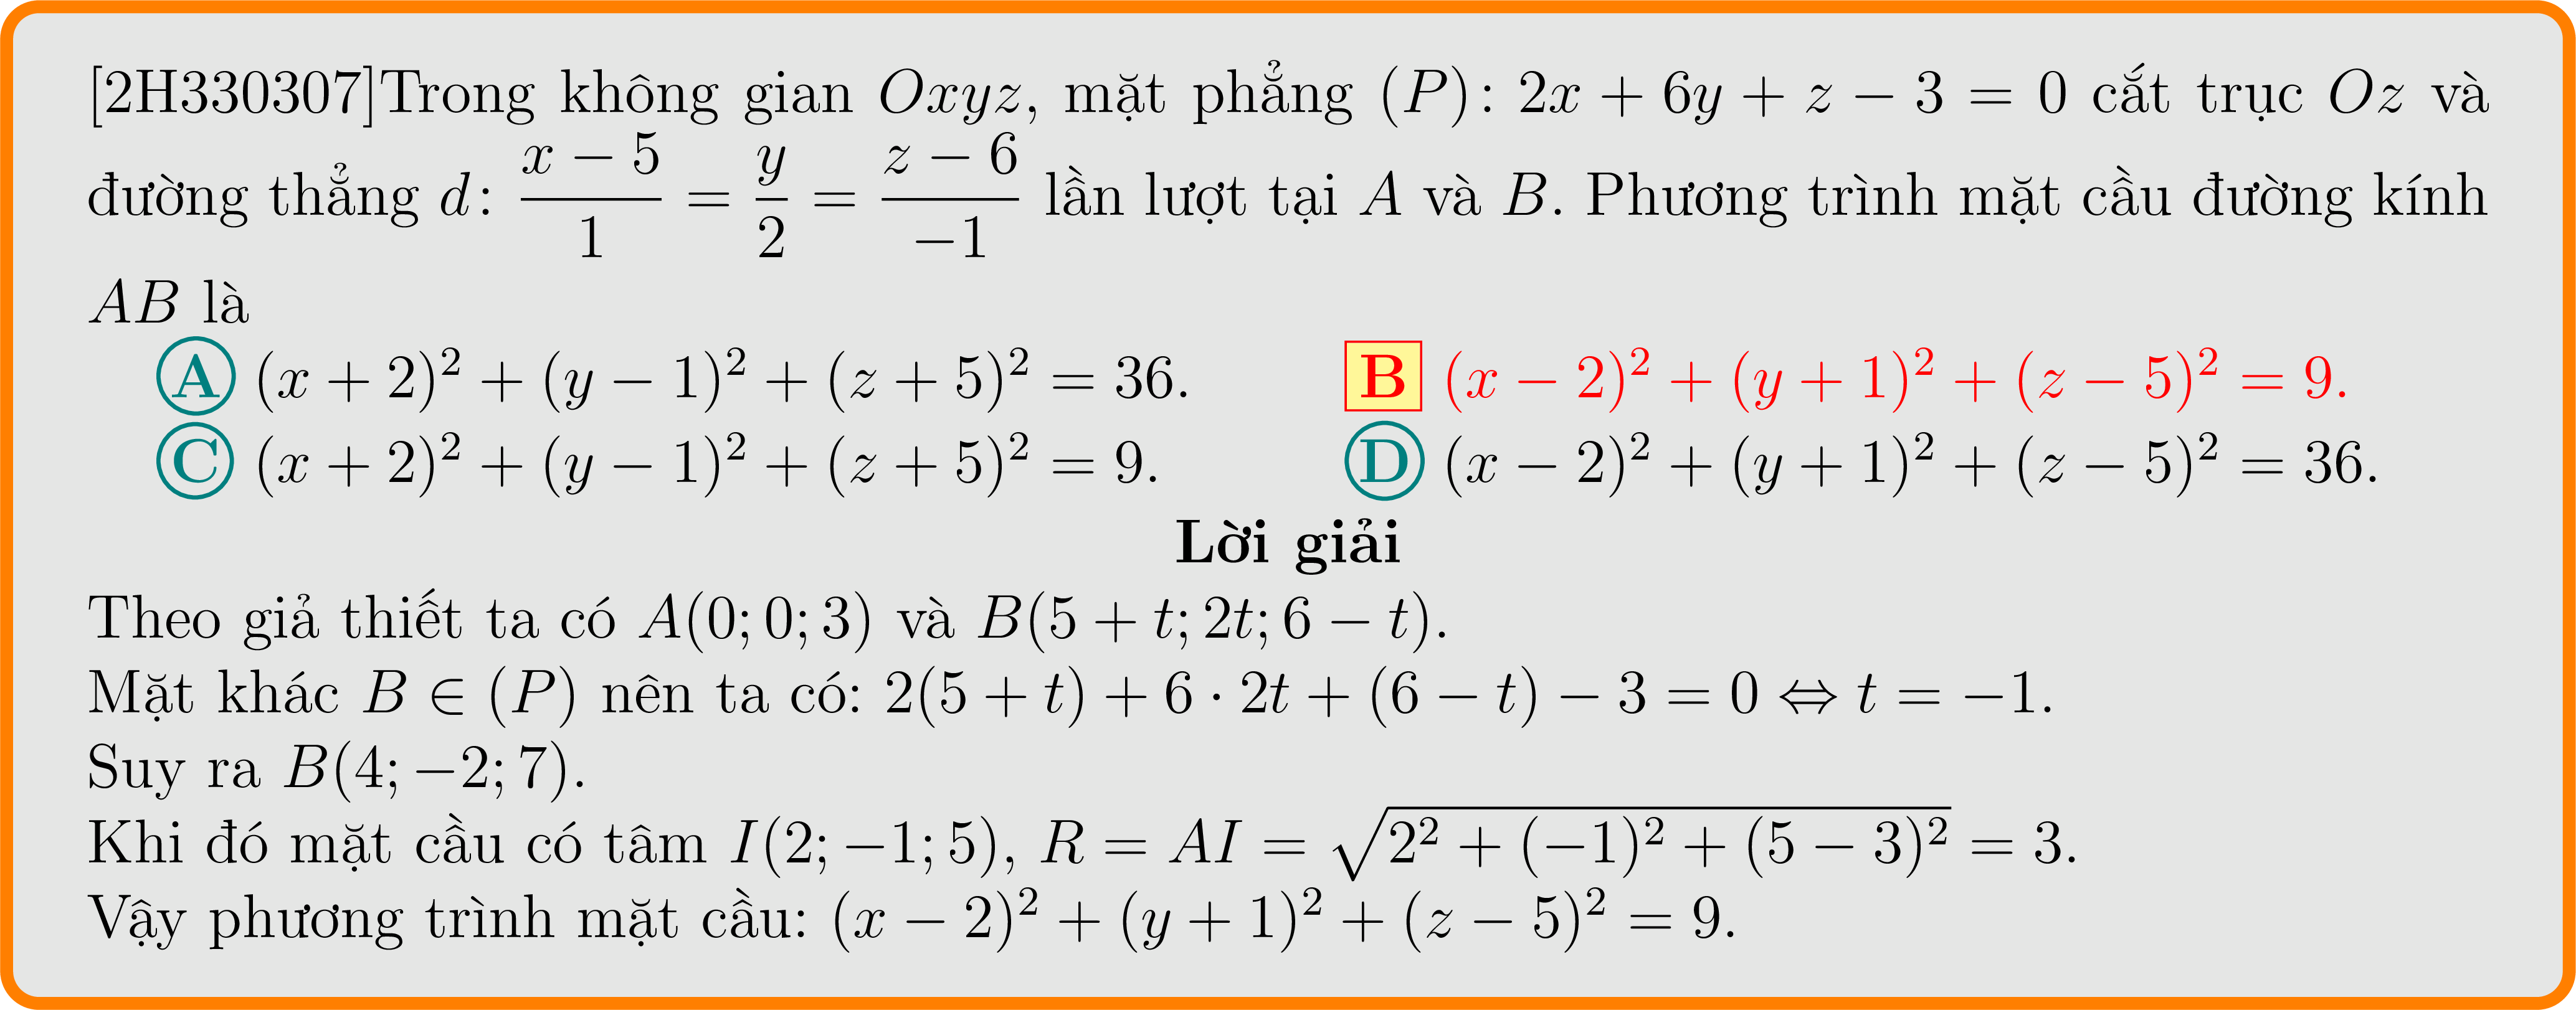 [2H330307]Trong không gian Oxyz, mặt phẳng (P): 2x + 6y + z − 3 = 0 cắt trục Oz và
đường thẳng d: \frac{x − 5}{1} = \frac{y}{2} = \frac{z − 6}{−1} lần lượt tại A và B. Phương trình mặt cầu đường kính
AB là
A (x + 2)² + (y − 1)² + (z + 5)² = 36.
B (x − 2)² + (y + 1)² + (z − 5)² = 9.
C (x + 2)² + (y − 1)² + (z + 5)² = 9.
D (x − 2)² + (y + 1)² + (z − 5)² = 36.
Lời giải
Theo giả thiết ta có A(0; 0; 3) và B(5 + t; 2t; 6 − t).
Mặt khác B ∈ (P) nên ta có: 2(5 + t) + 6 · 2t + (6 − t) − 3 = 0 ⇔ t = −1.
Suy ra B(4; −2; 7).
Khi đó mặt cầu có tâm I(2; −1; 5), R = AI = \sqrt{2² + (−1)² + (5 − 3)²} = 3.
Vậy phương trình mặt cầu: (x − 2)² + (y + 1)² + (z − 5)² = 9.